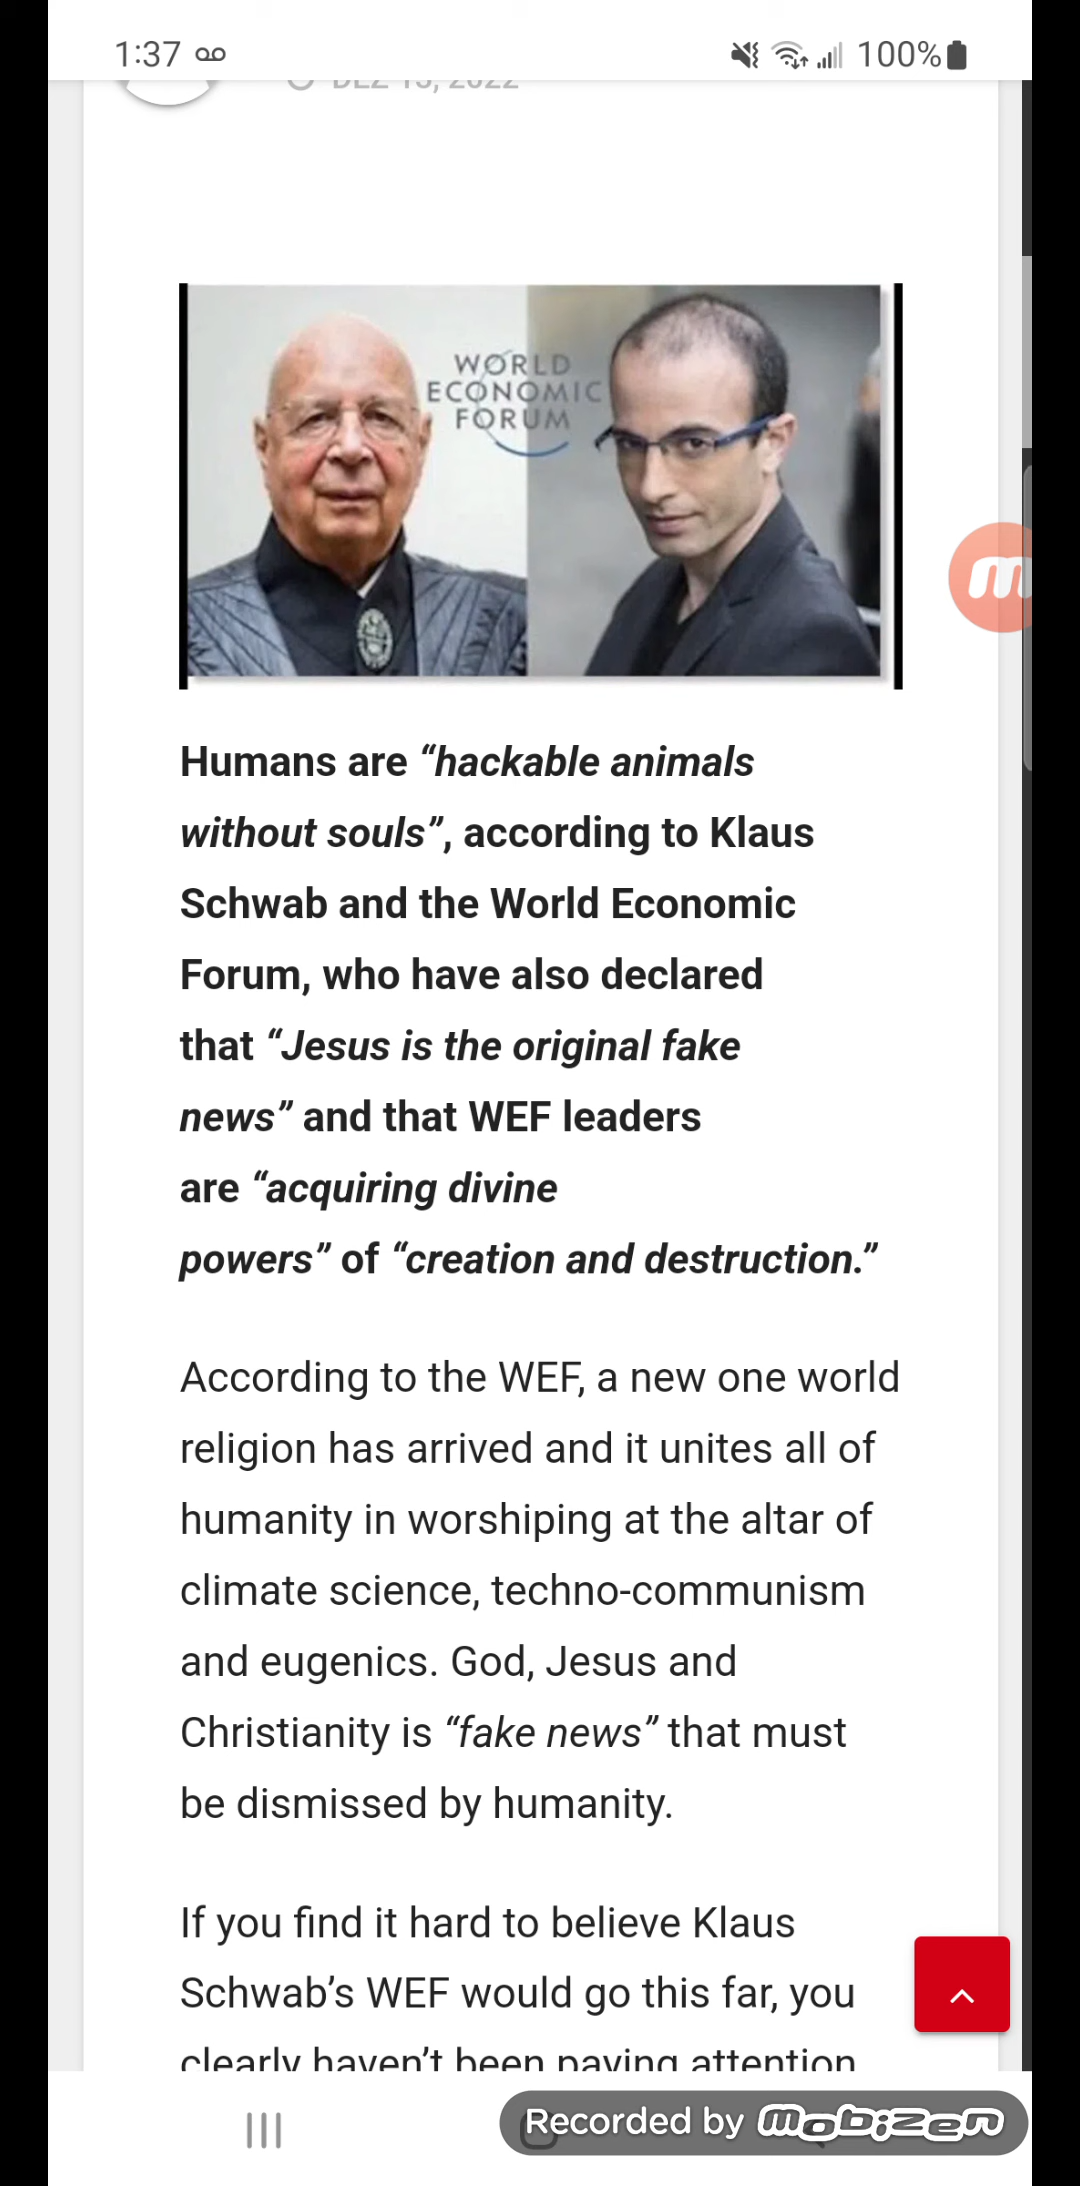 1:37
100%
DEZ 13, 2022
WORLD
ECONOMIC
FORUM
Humans are “hackable animals
without souls”, according to Klaus
Schwab and the World Economic
Forum, who have also declared
that “Jesus is the original fake
news” and that WEF leaders
are “acquiring divine
powers” of “creation and destruction.”
According to the WEF, a new one world
religion has arrived and it unites all of
humanity in worshiping at the altar of
climate science, techno-communism
and eugenics. God, Jesus and
Christianity is “fake news” that must
be dismissed by humanity.
If you find it hard to believe Klaus
Schwab’s WEF would go this far, you
clearly haven’t been paying attention
Recorded by mobizen